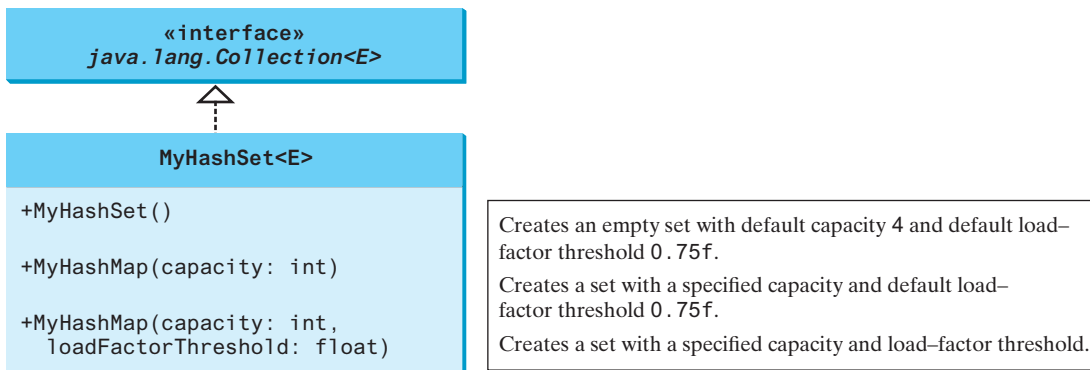 «interface»
java.lang.Collection<E>
MyHashSet<E>
+MyHashSet()
+MyHashMap(capacity: int)
+MyHashMap(capacity: int,
loadFactorThreshold: float)
Creates an empty set with default capacity 4 and default load–
factor threshold 0.75f.
Creates a set with a specified capacity and default load–
factor threshold 0.75f.
Creates a set with a specified capacity and load–factor threshold.